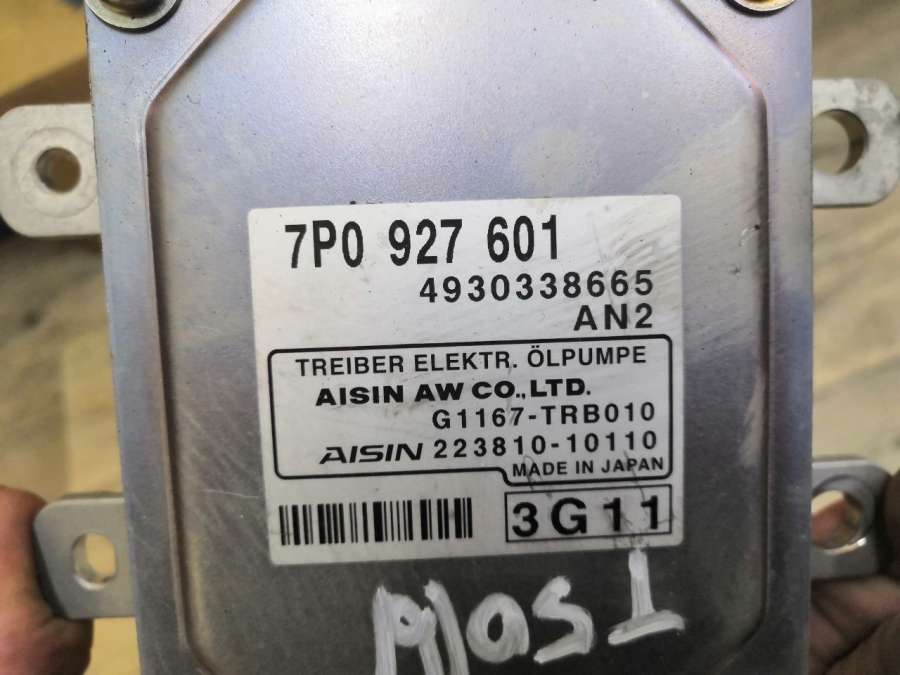 7P0 927 601
4930338665
AN2
TREIBER ELEKTR. ÖLPUMPE
AISIN AW CO.,LTD.
G1167-TRB010
AISIN 223810-10110
MADE IN JAPAN
3G11